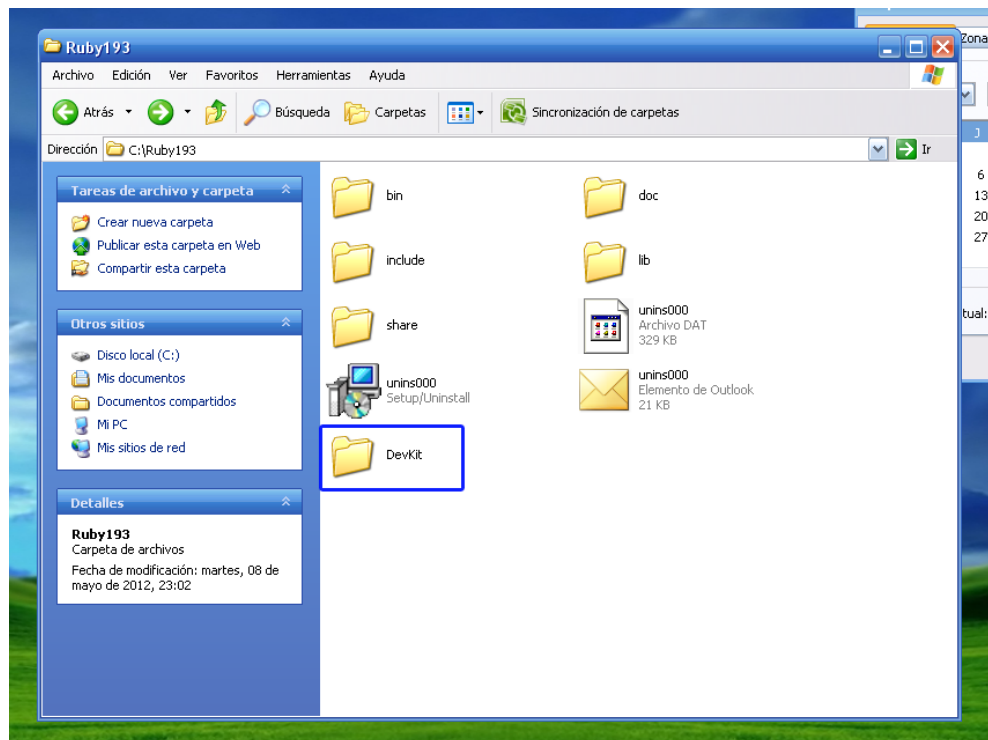 Ruby193
Archivo Edición Ver Favoritos Herramientas Ayuda
Atrás Búsqueda Carpetas Sincronización de carpetas
Dirección C:\Ruby193 Ir
Tareas de archivo y carpeta
Crear nueva carpeta
Publicar esta carpeta en Web
Compartir esta carpeta
Otros sitios
Disco local (C:)
Mis documentos
Documentos compartidos
Mi PC
Mis sitios de red
Detalles
Ruby193
Carpeta de archivos
Fecha de modificación: martes, 08 de
mayo de 2012, 23:02
bin
doc
include
lib
share
unins000
Archivo DAT
329 KB
unins000
Setup/Uninstall
unins000
Elemento de Outlook
21 KB
DevKit
Zona
J
6
13
20
27
tual: